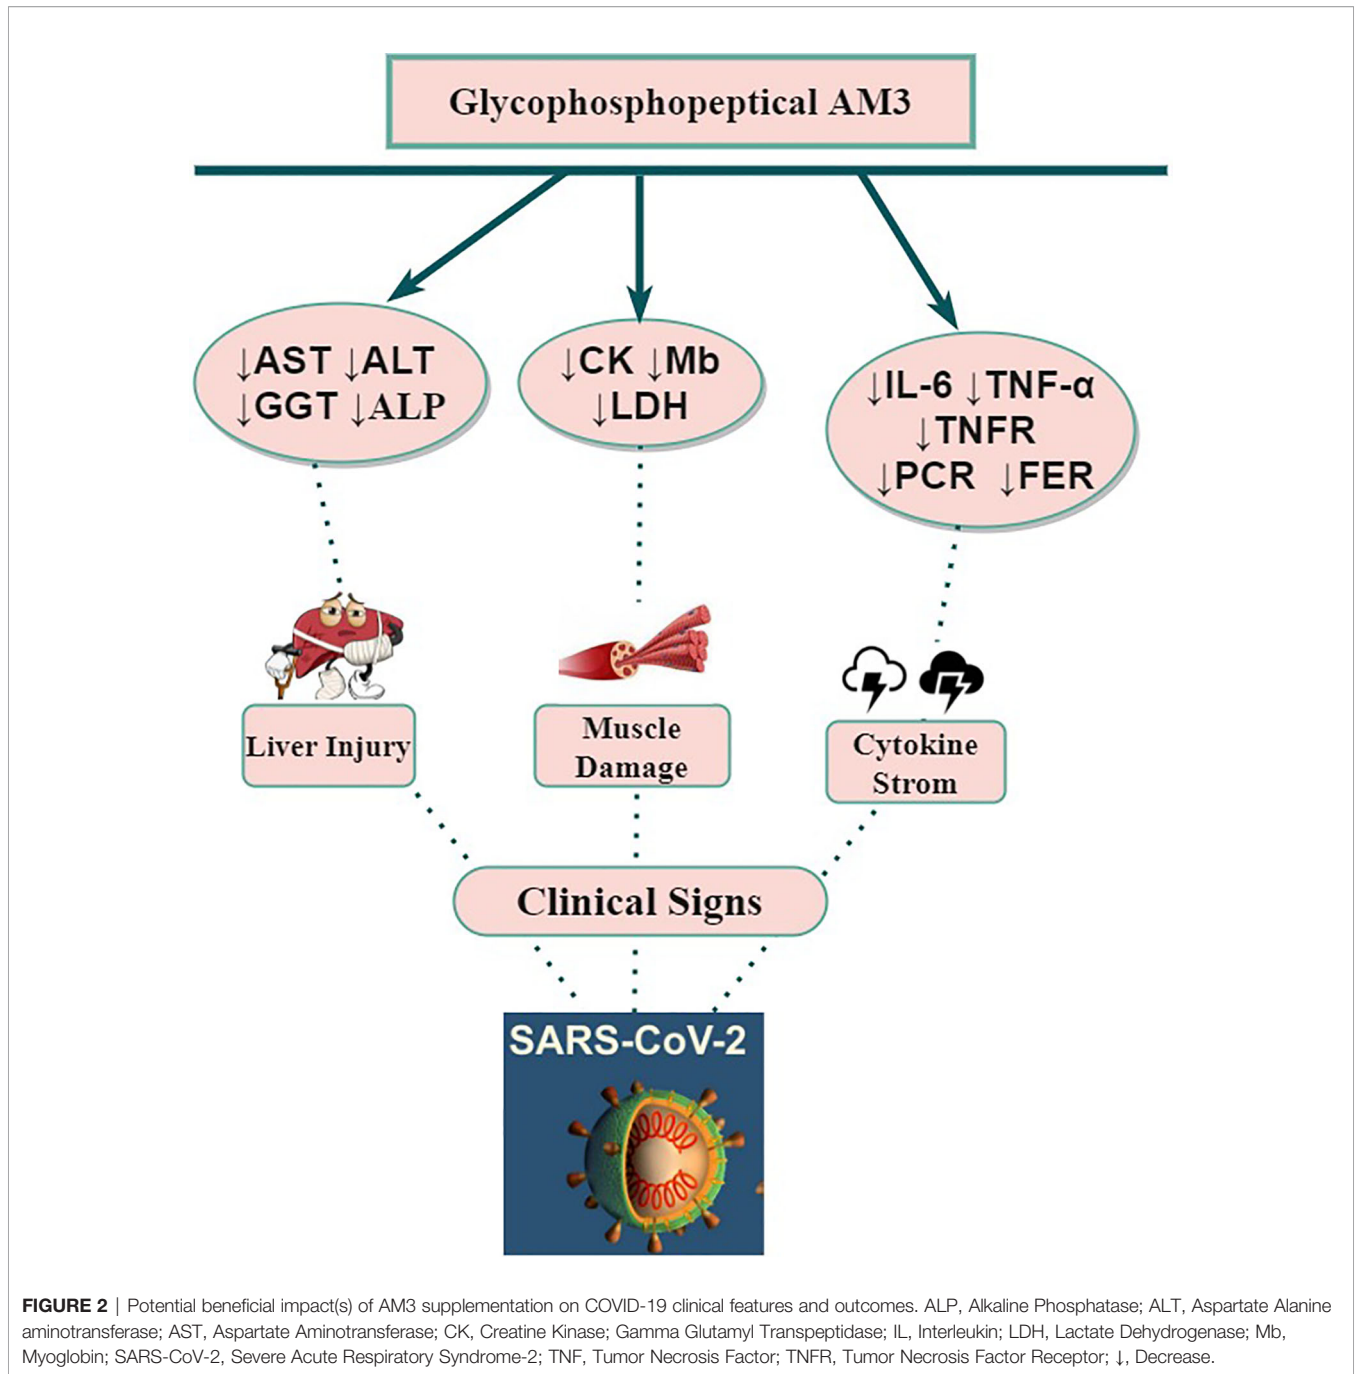 Glycophosphopeptical AM3
↓AST ↓ALT
↓GGT ↓ALP
↓CK ↓Mb
↓LDH
↓IL-6 ↓TNF-α
↓TNFR
↓PCR ↓FER
Liver Injury
Muscle
Damage
Cytokine
Strom
Clinical Signs
SARS-CoV-2
FIGURE 2 | Potential beneficial impact(s) of AM3 supplementation on COVID-19 clinical features and outcomes. ALP, Alkaline Phosphatase; ALT, Aspartate Alanine
aminotransferase; AST, Aspartate Aminotransferase; CK, Creatine Kinase; Gamma Glutamyl Transpeptidase; IL, Interleukin; LDH, Lactate Dehydrogenase; Mb,
Myoglobin; SARS-CoV-2, Severe Acute Respiratory Syndrome-2; TNF, Tumor Necrosis Factor; TNFR, Tumor Necrosis Factor Receptor; ↓, Decrease.